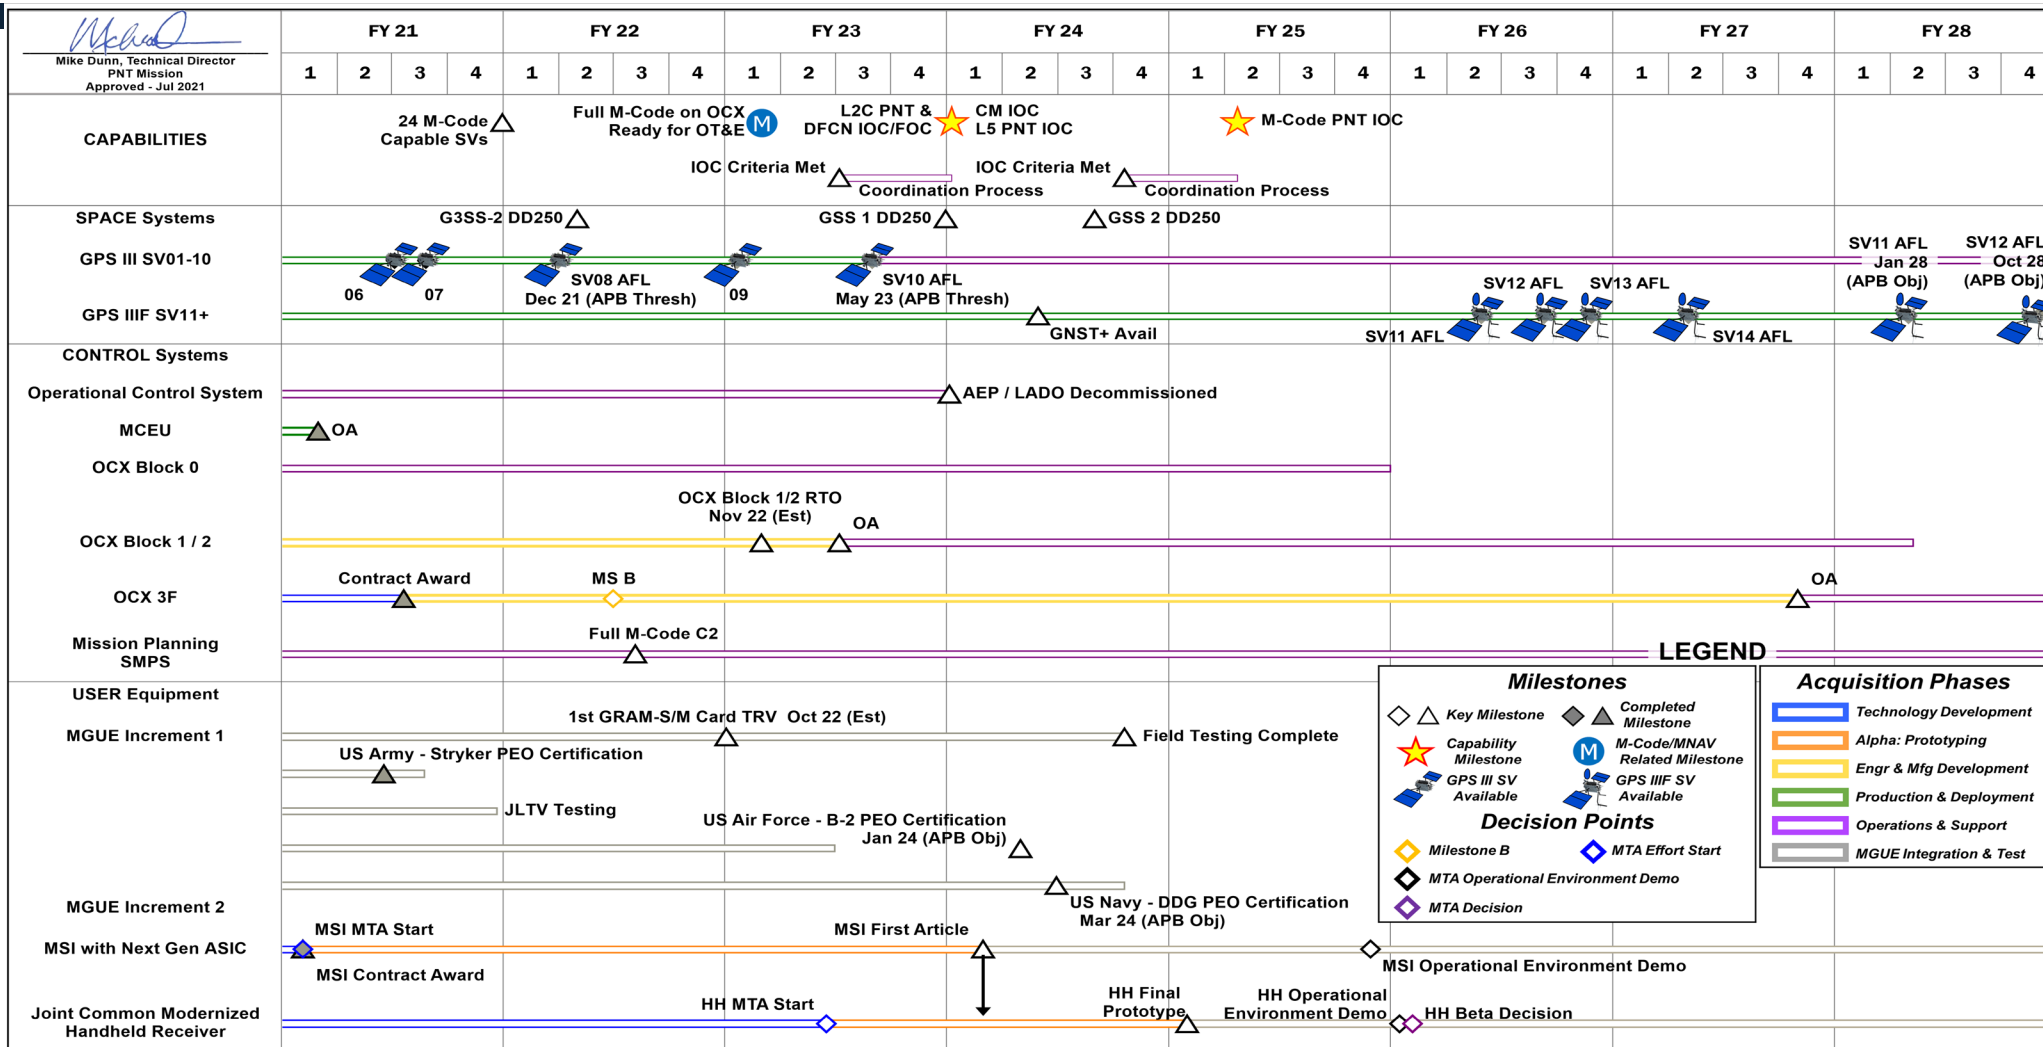 Mike Dunn, Technical Director
PNT Mission
Approved - Jul 2021
FY 21
FY 22
FY 23
FY 24
FY 25
FY 26
FY 27
FY 28
1 2 3 4 1 2 3 4 1 2 3 4 1 2 3 4 1 2 3 4 1 2 3 4 1 2 3 4 1 2 3 4
CAPABILITIES
24 M-Code
Capable SVs
Full M-Code on OCX
Ready for OT&E
M
L2C PNT &
DFCN IOC/FOC
CM IOC
L5 PNT IOC
M-Code PNT IOC
IOC Criteria Met
Coordination Process
IOC Criteria Met
Coordination Process
SPACE Systems
G3SS-2 DD250
GSS 1 DD250
GSS 2 DD250
GPS III SV01-10
06
07
SV08 AFL
Dec 21 (APB Thresh)
09
SV10 AFL
May 23 (APB Thresh)
SV11 AFL
Jan 28
(APB Obj)
SV12 AFL
Oct 28
(APB Obj)
GPS IIIF SV11+
GNST+ Avail
SV11 AFL
SV12 AFL
SV13 AFL
SV14 AFL
CONTROL Systems
Operational Control System
AEP / LADO Decommissioned
MCEU
OA
OCX Block 0
OCX Block 1/2 RTO
Nov 22 (Est)
OA
OCX Block 1 / 2
Contract Award
MS B
OA
OCX 3F
Full M-Code C2
Mission Planning
SMPS
USER Equipment
1st GRAM-S/M Card TRV Oct 22 (Est)
MGUE Increment 1
Field Testing Complete
US Army - Stryker PEO Certification
JLTV Testing
US Air Force - B-2 PEO Certification
Jan 24 (APB Obj)
US Navy - DDG PEO Certification
Mar 24 (APB Obj)
MGUE Increment 2
MSI MTA Start
MSI First Article
MSI with Next Gen ASIC
MSI Contract Award
MSI Operational Environment Demo
HH MTA Start
HH Final
Prototype
HH Operational
Environment Demo
HH Beta Decision
Joint Common Modernized
Handheld Receiver
LEGEND
Milestones
Key Milestone
Completed
Milestone
Capability
Milestone
M
M-Code/MNAV
Related Milestone
GPS III SV
Available
GPS IIIF SV
Available
Decision Points
Milestone B
MTA Effort Start
MTA Operational Environment Demo
MTA Decision
Acquisition Phases
Technology Development
Alpha: Prototyping
Engr & Mfg Development
Production & Deployment
Operations & Support
MGUE Integration & Test